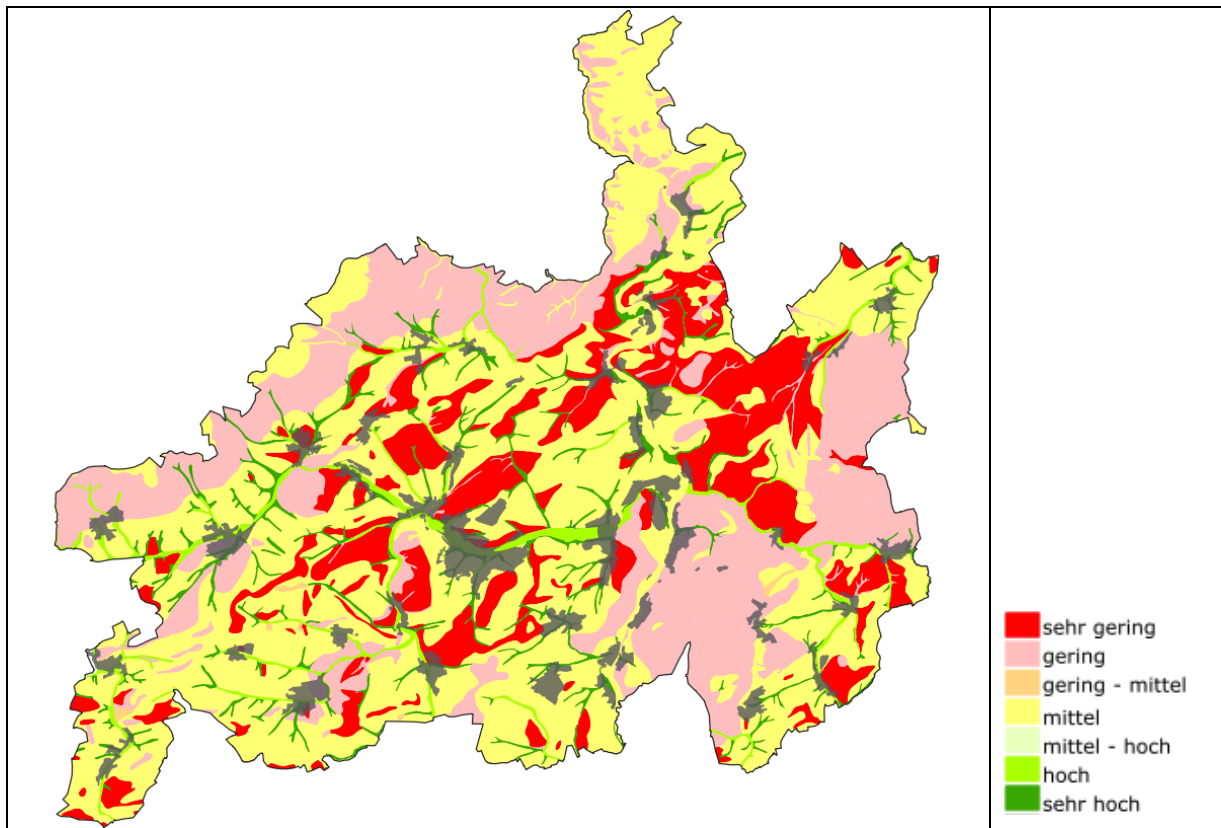 sehr gering
gering
gering - mittel
mittel
mittel - hoch
hoch
sehr hoch